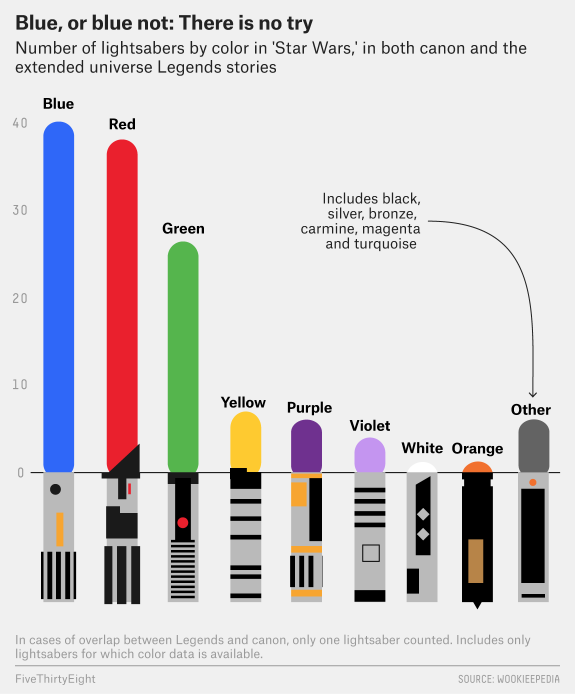 Blue, or blue not: There is no try
Number of lightsabers by color in 'Star Wars,' in both canon and the
extended universe Legends stories
Blue
40
Red
30
Includes black,
silver, bronze,
carmine, magenta
and turquoise
Green
20
10
Yellow
Purple
Other
Violet
White
Orange
0
In cases of overlap between Legends and canon, only one lightsaber counted. Includes only
lightsabers for which color data is available.
FiveThirtyEight
SOURCE: WOOKIEEPEDIA